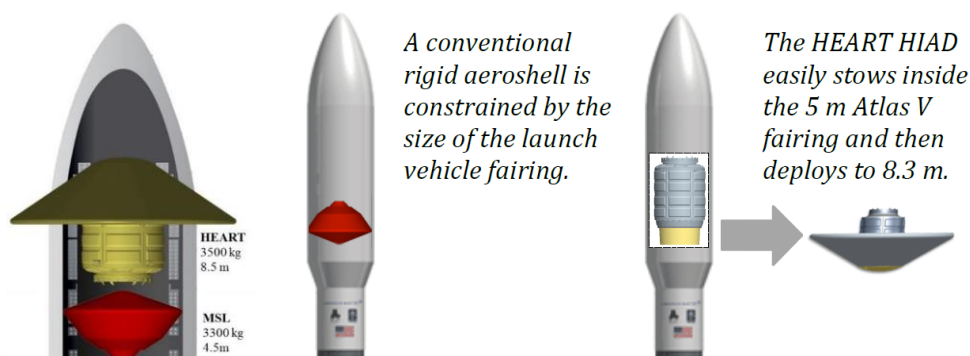 A conventional
rigid aeroshell is
constrained by the
size of the launch
vehicle fairing.
The HEART HIAD
easily stows inside
the 5 m Atlas V
fairing and then
deploys to 8.3 m.
HEART
3500 kg
8.5 m
MSL
3300 kg
4.5m